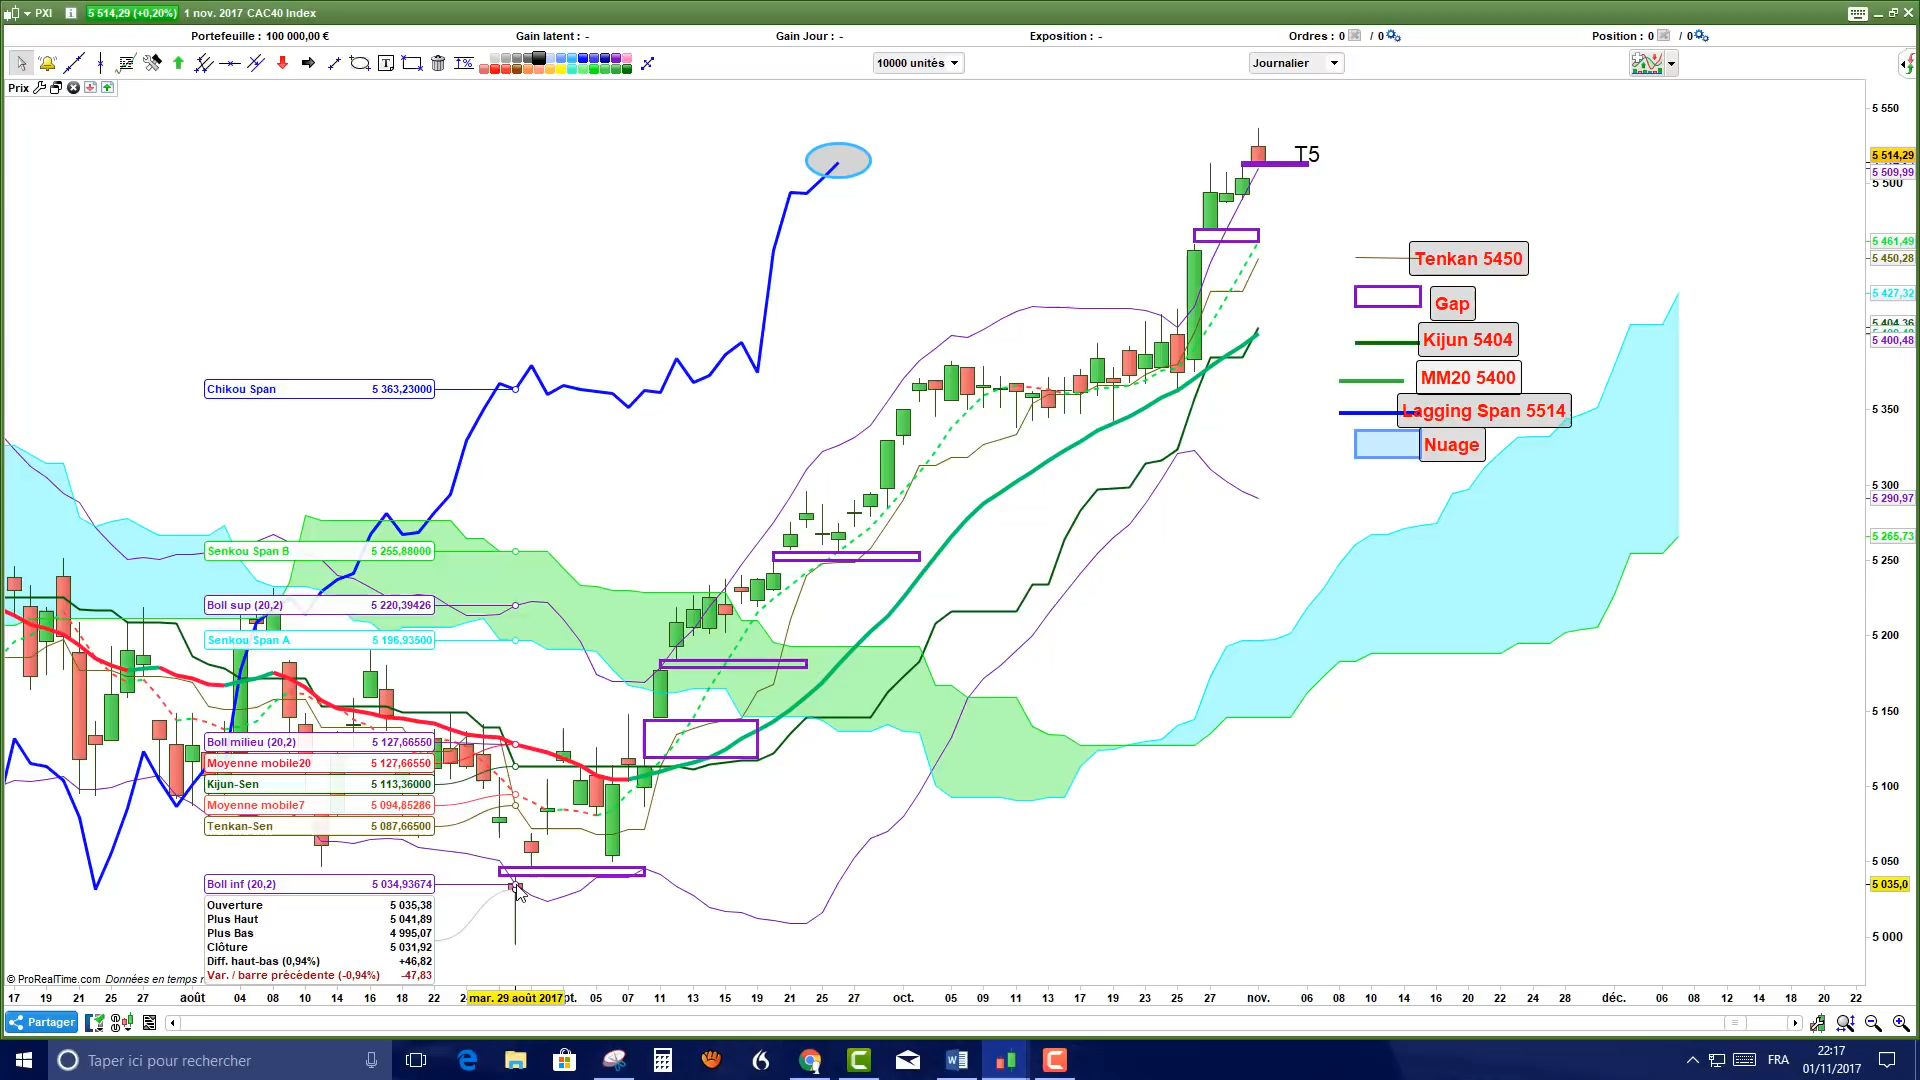 PXI 5 514,29 (+0,20%) 1 nov. 2017 CAC40 Index
Portefeuille : 100 000,00 € Gain latent : - Gain Jour : - Exposition : - Ordres : 0 / 0 Position : 0 / 0
10000 unités Journalier
Prix
5 550
T5
5 514,29
5 509,99
5 500
5 461,49
Tenkan 5450
5 450,28
5 427,32
Gap
5 404,36
Kijun 5404
5 400,48
MM20 5400
Chikou Span 5 363,23000
Lagging Span 5514
5 350
Nuage
5 300
5 290,97
5 265,73
Senkou Span B 5 255,88000
5 250
Boll sup (20,2) 5 220,39426
Senkou Span A 5 196,93500
5 200
5 150
Boll milieu (20,2) 5 127,66550
Moyenne mobile20 5 127,66550
Kijun-Sen 5 113,36000
5 100
Moyenne mobile7 5 094,85286
Tenkan-Sen 5 087,66500
5 050
Boll inf (20,2) 5 034,93674
5 035,0
Ouverture 5 035,38
Plus Haut 5 041,89
Plus Bas 4 995,07
5 000
Clôture 5 031,92
Diff. haut-bas (0,94%) +46,82
Var. / barre précédente (-0,94%) -47,83
© ProRealTime.com Données en temps r
17 19 21 25 27 août 04 08 10 14 16 18 22 mar. 29 août 2017 pt. 05 07 11 13 15 19 21 25 27 oct. 05 09 11 13 17 19 23 25 27 nov. 06 08 10 14 16 20 22 24 28 déc. 06 08 12 14 18 20 22
Partager
Taper ici pour rechercher
FRA
22:17
01/11/2017